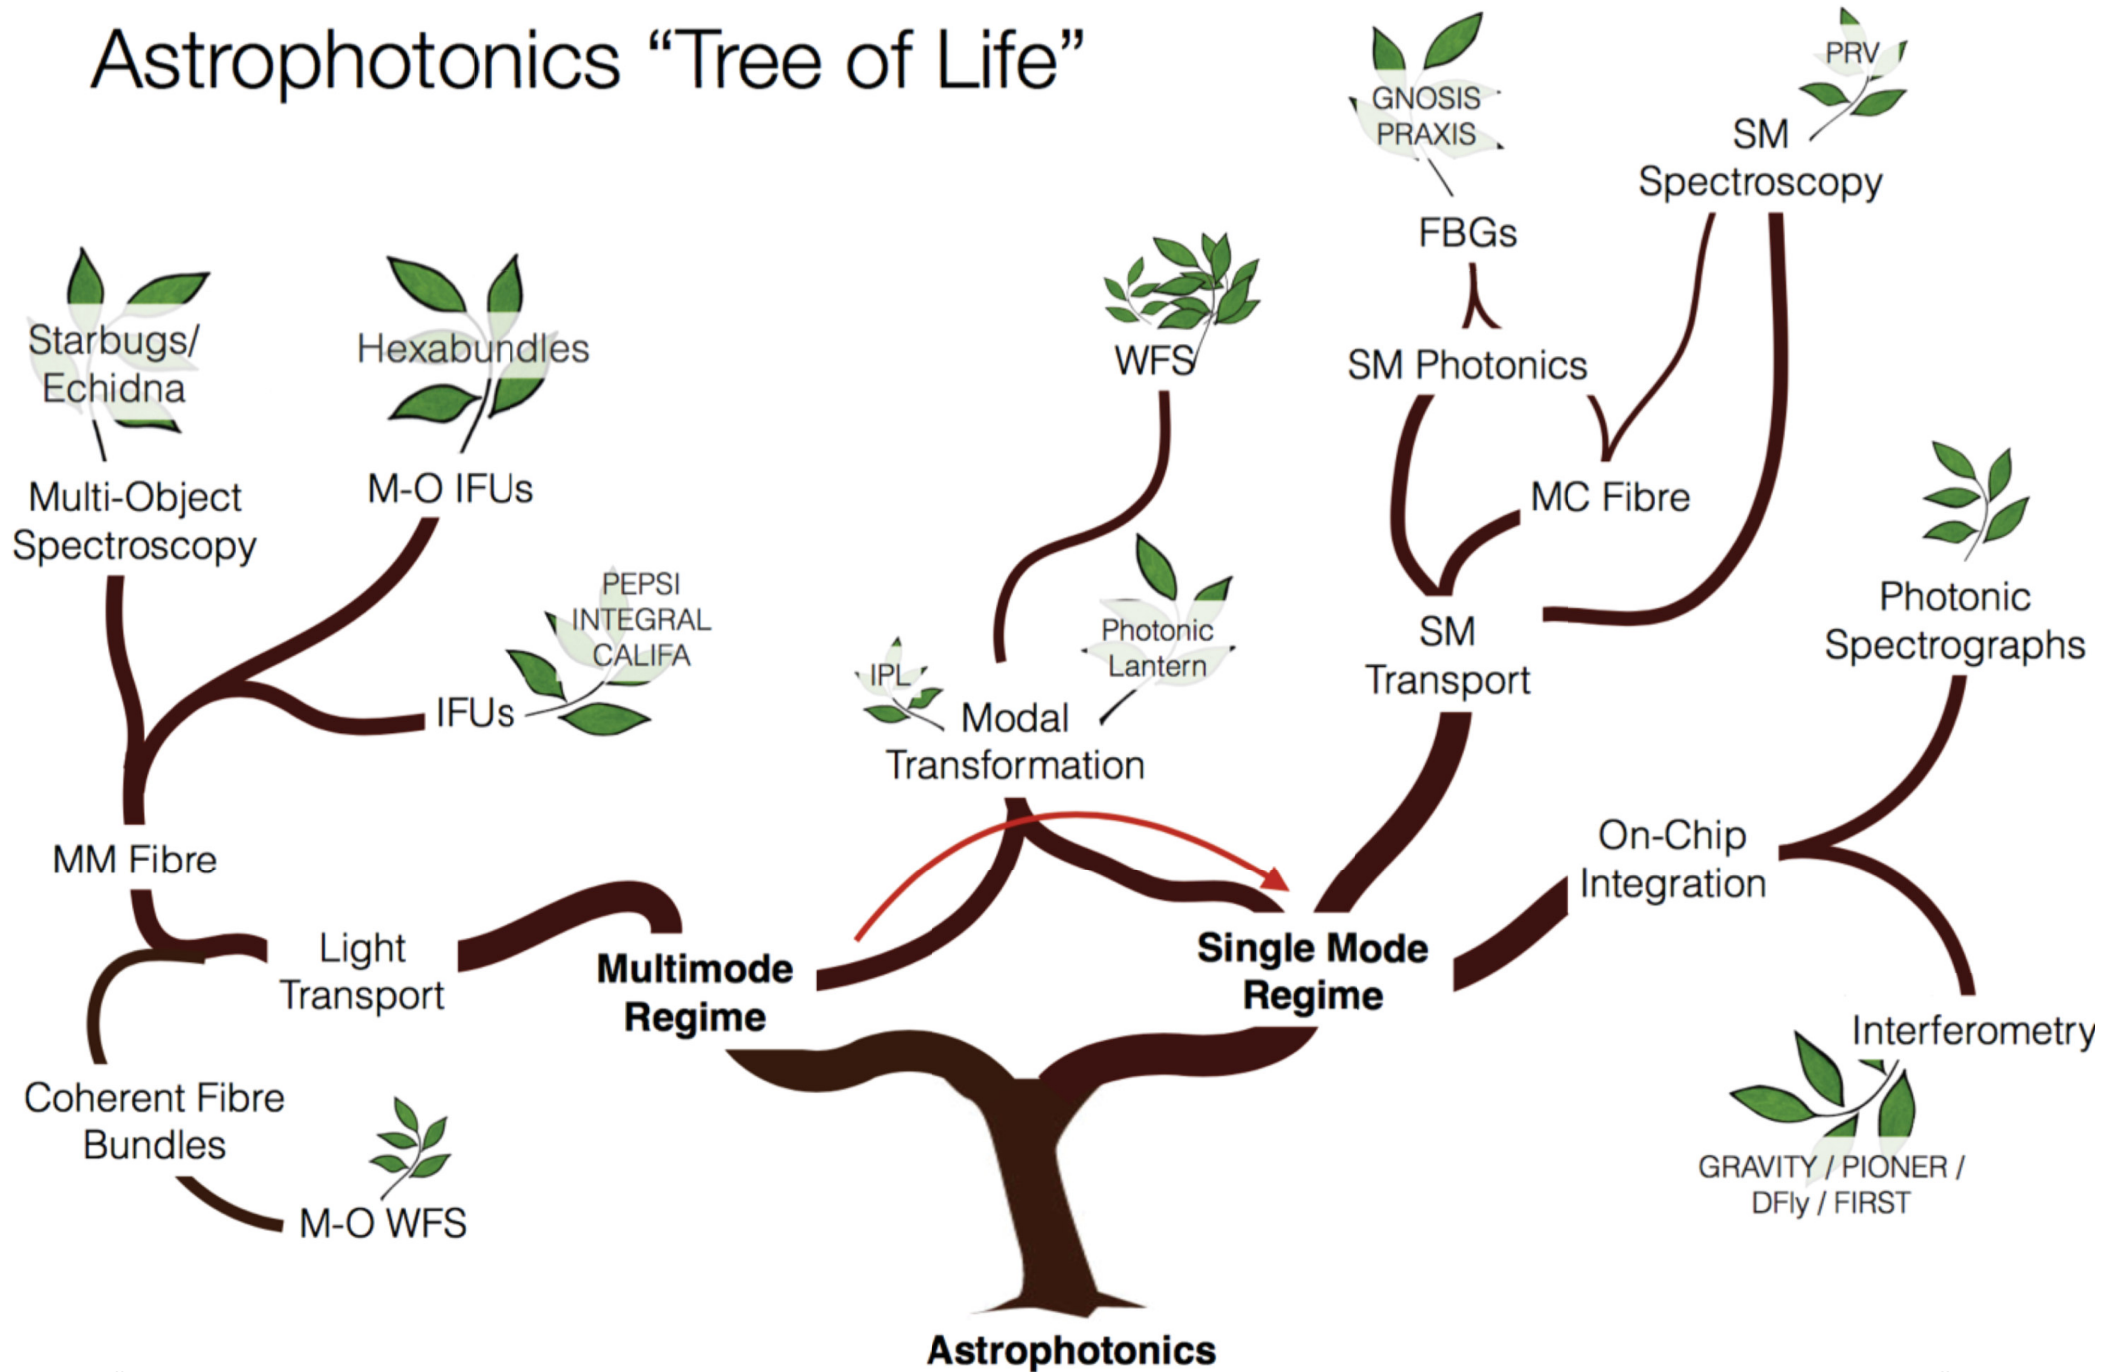 Astrophotonics “Tree of Life”
GNOSIS
PRAXIS
FBGs
PRV
SM
Spectroscopy
Starbugs/
Echidna
Multi-Object
Spectroscopy
Hexabundles
M-O IFUs
PEPSI
INTEGRAL
CALIFA
IFUs
WFS
SM Photonics
MC Fibre
IPL
Photonic
Lantern
Modal
Transformation
SM
Transport
Photonic
Spectrographs
MM Fibre
Light
Transport
Multimode
Regime
Single Mode
Regime
On-Chip
Integration
Coherent Fibre
Bundles
M-O WFS
Interferometry
GRAVITY / PIONER /
DFly / FIRST
Astrophotonics